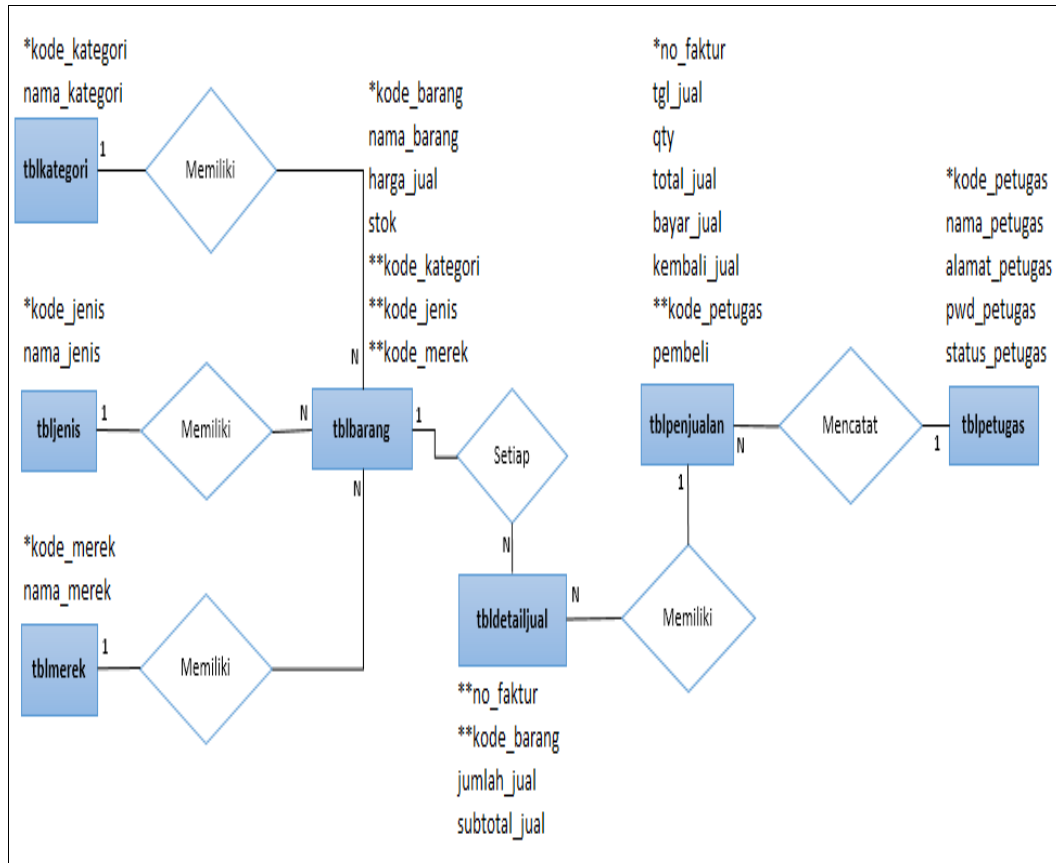 *kode_kategori
nama_kategori
tblkategori
1
Memiliki
N
*kode_jenis
nama_jenis
tbljenis
1
Memiliki
N
*kode_merek
nama_merek
tblmerek
1
Memiliki
N
*kode_barang
nama_barang
harga_jual
stok
**kode_kategori
**kode_jenis
**kode_merek
tblbarang
1
Setiap
N
tbldetailjual
**no_faktur
**kode_barang
jumlah_jual
subtotal_jual
N
Memiliki
1
*no_faktur
tgl_jual
qty
total_jual
bayar_jual
kembali_jual
**kode_petugas
pembeli
tblpenjualan
N
Mencatat
1
*kode_petugas
nama_petugas
alamat_petugas
pwd_petugas
status_petugas
tblpetugas